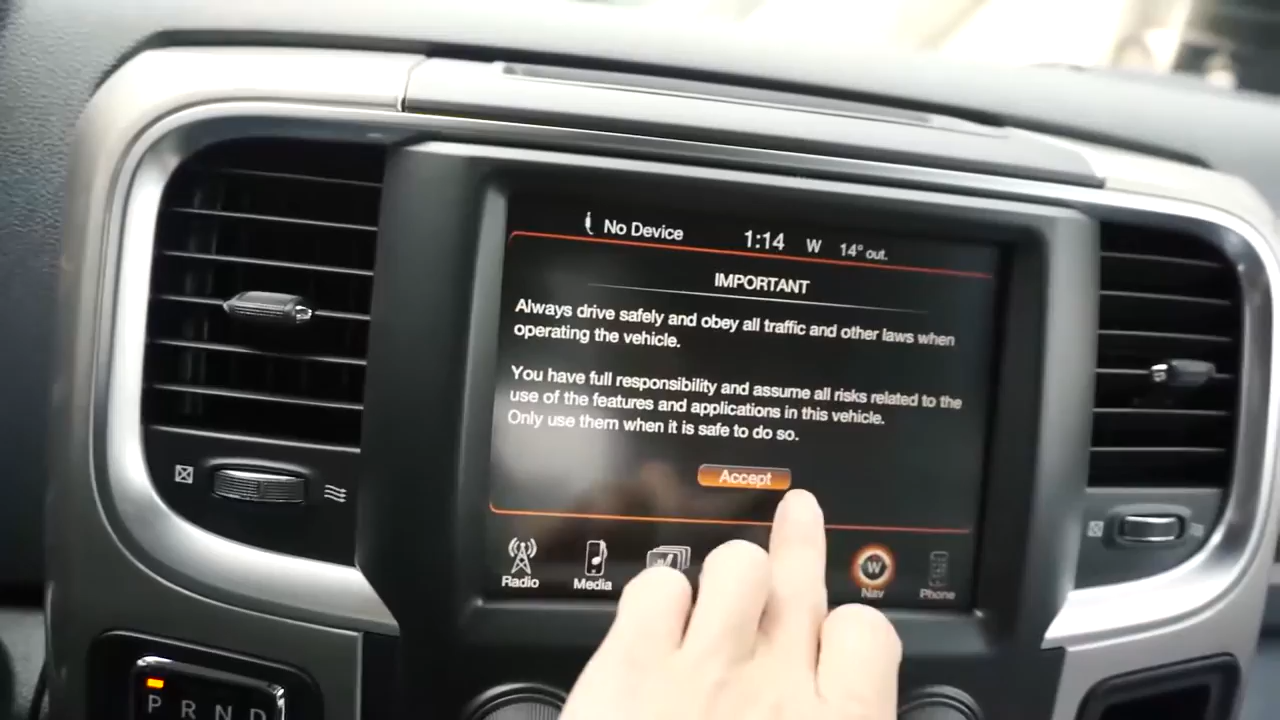 No Device 1:14 W 14° out.
IMPORTANT
Always drive safely and obey all traffic and other laws when
operating the vehicle.
You have full responsibility and assume all risks related to the
use of the features and applications in this vehicle.
Only use them when it is safe to do so.
Accept
Radio Media W Nav Phone
P R N D